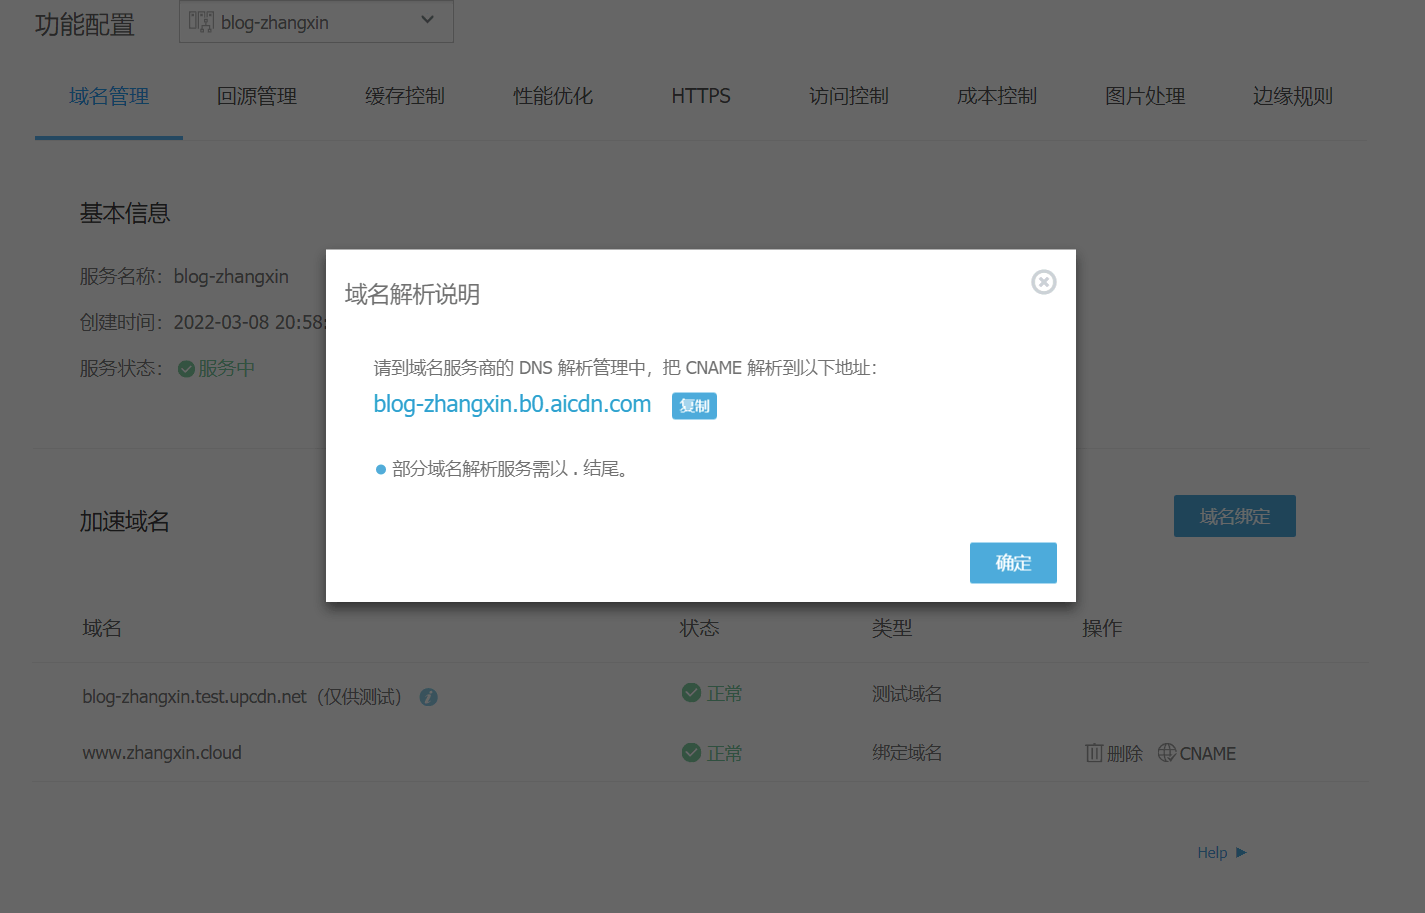 功能配置
blog-zhangxin
域名管理 回源管理 缓存控制 性能优化 HTTPS 访问控制 成本控制 图片处理 边缘规则
基本信息
服务名称：blog-zhangxin
创建时间：2022-03-08 20:58:
服务状态：服务中
域名解析说明
请到域名服务商的 DNS 解析管理中，把 CNAME 解析到以下地址：
blog-zhangxin.b0.aicdn.com 复制
部分域名解析服务需以 . 结尾。
确定
加速域名 域名绑定
域名 状态 类型 操作
blog-zhangxin.test.upcdn.net（仅供测试） 正常 测试域名
www.zhangxin.cloud 正常 绑定域名 删除 CNAME
Help